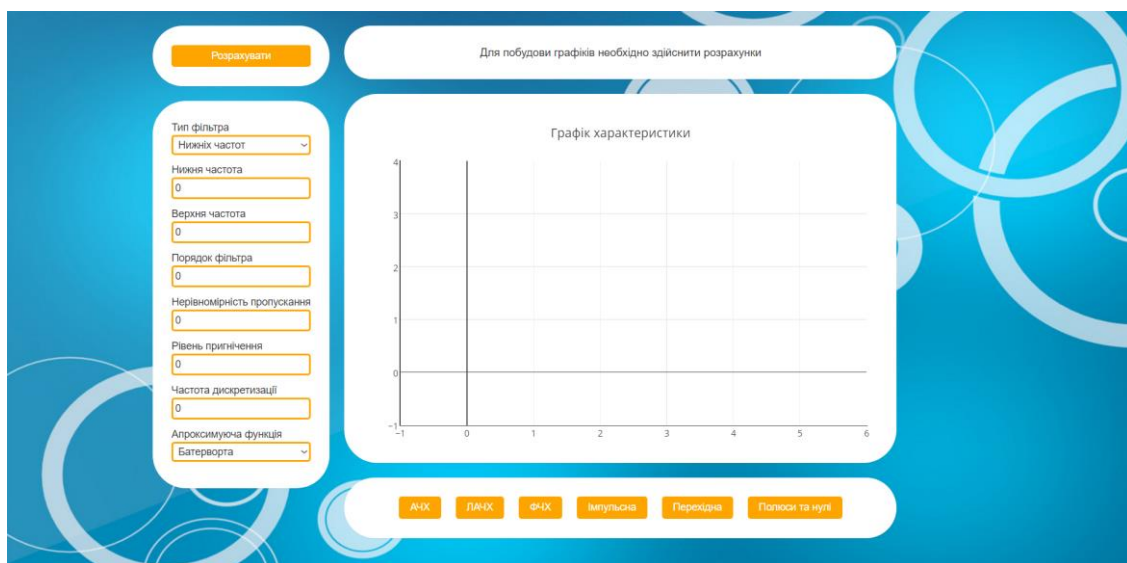 Розрахувати
Для побудови графіків необхідно здійснити розрахунки
Тип фільтра
Нижніх частот
Нижня частота
0
Верхня частота
0
Порядок фільтра
0
Нерівномірність пропускання
0
Рівень пригнічення
0
Частота дискретизації
0
Апроксимуюча функція
Батерворта
Графік характеристики
4
3
2
1
0
−1
−1 0 1 2 3 4 5 6
АЧХ ЛАЧХ ФЧХ Імпульсна Перехідна Полюси та нулі